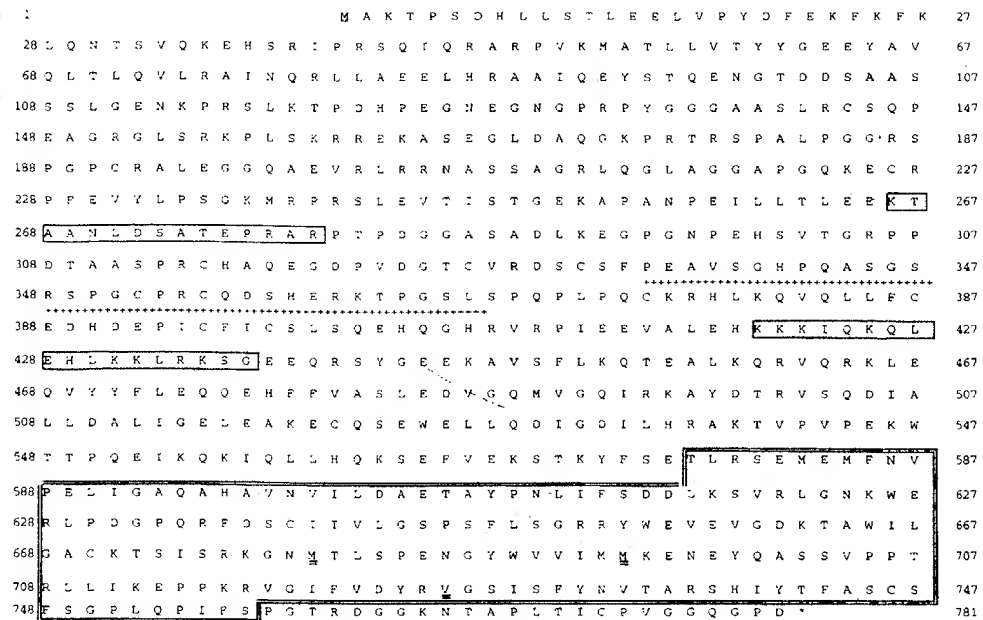 1 M A K T P S D H L L S T L E E L V P Y D F E K F K F K 27
28 L Q N T S V Q K E H S R I P R S Q I Q R A R P V K M A T L L V T Y Y G E E Y A V 67
68 Q L T L Q V L R A I N Q R L L A E E L H R A A I Q E Y S T Q E N G T D D S A A S 107
108 S S L G E N K P R S L K T P D H P E G N E G N G P R P Y G G G A A S L R C S Q P 147
148 E A G R G L S R K P L S K R R E K A S E G L D A Q G K P R T R S P A L P G G R S 187
188 P G P C R A L E G G Q A E V R L R R N A S S A G R L Q G L A G G A P G Q K E C R 227
228 P F E V Y L P S G K M R P R S L E V T I S T G E K A P A N P E I L L T L E E K T 267
268 A A N L D S A T E P R A R P T P D G G A S A D L K E G P G N P E H S V T G R P P 307
308 D T A A S P R C H A Q E G D P V D G T C V R D S C S F P E A V S G H P Q A S G S 347
348 R S P G C P R C Q D S H E R K T P G S L S P Q P L P Q C K R H L K Q V Q L L F C 387
388 E D H D E P I C F I C S L S Q E H Q G H R V R P I E E V A L E H K K K I Q K Q L 427
428 E H L K K L R K S G E E Q R S Y G E E K A V S F L K Q T E A L K Q R V Q R K L E 467
468 Q V Y Y F L E Q Q E H F F V A S L E D V G Q M V G Q I R K A Y D T R V S Q D I A 507
508 L L D A L I G E L E A K E C Q S E W E L L Q D I G D I L H R A K T V P V P E K W 547
548 T T P Q E I K Q K I Q L L H Q K S E F V E K S T K Y F S E T L R S E M E M F N V 587
588 P E L I G A Q A H A V N V I L D A E T A Y P N L I F S D D L K S V R L G N K W E 627
628 R L P D G P Q R F D S C I I V L G S P S F L S G R R Y W E V E V G D K T A W I L 667
668 G A C K T S I S R K G N M T L S P E N G Y W V V I M M K E N E Y Q A S S V P P T 707
708 R L L I K E P P K R V G I F V D Y R V G S I S F Y N V T A R S H I Y T F A S C S 747
748 F S G P L Q P I F S P G T R D G G K N T A P L T I C P V G G Q G P D * 781